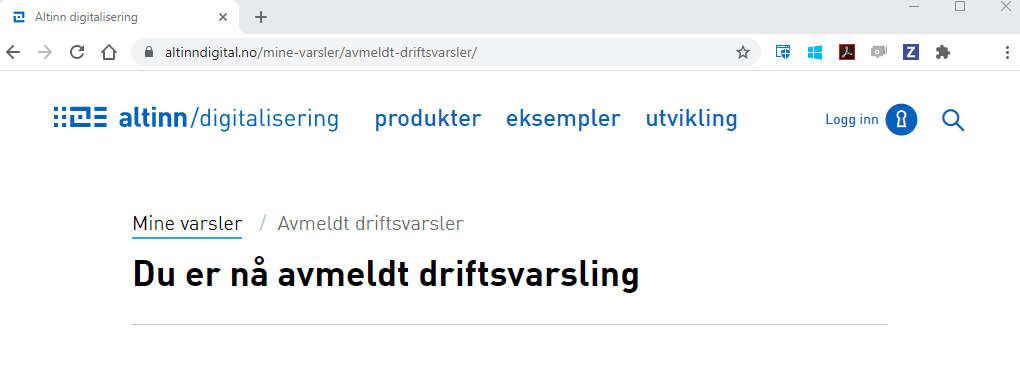 Altinn digitalisering
altinndigital.no/mine-varsler/avmeldt-driftsvarsler/
altinn/digitalisering produkter eksempler utvikling Logg inn
Mine varsler / Avmeldt driftsvarsler
Du er nå avmeldt driftsvarsling